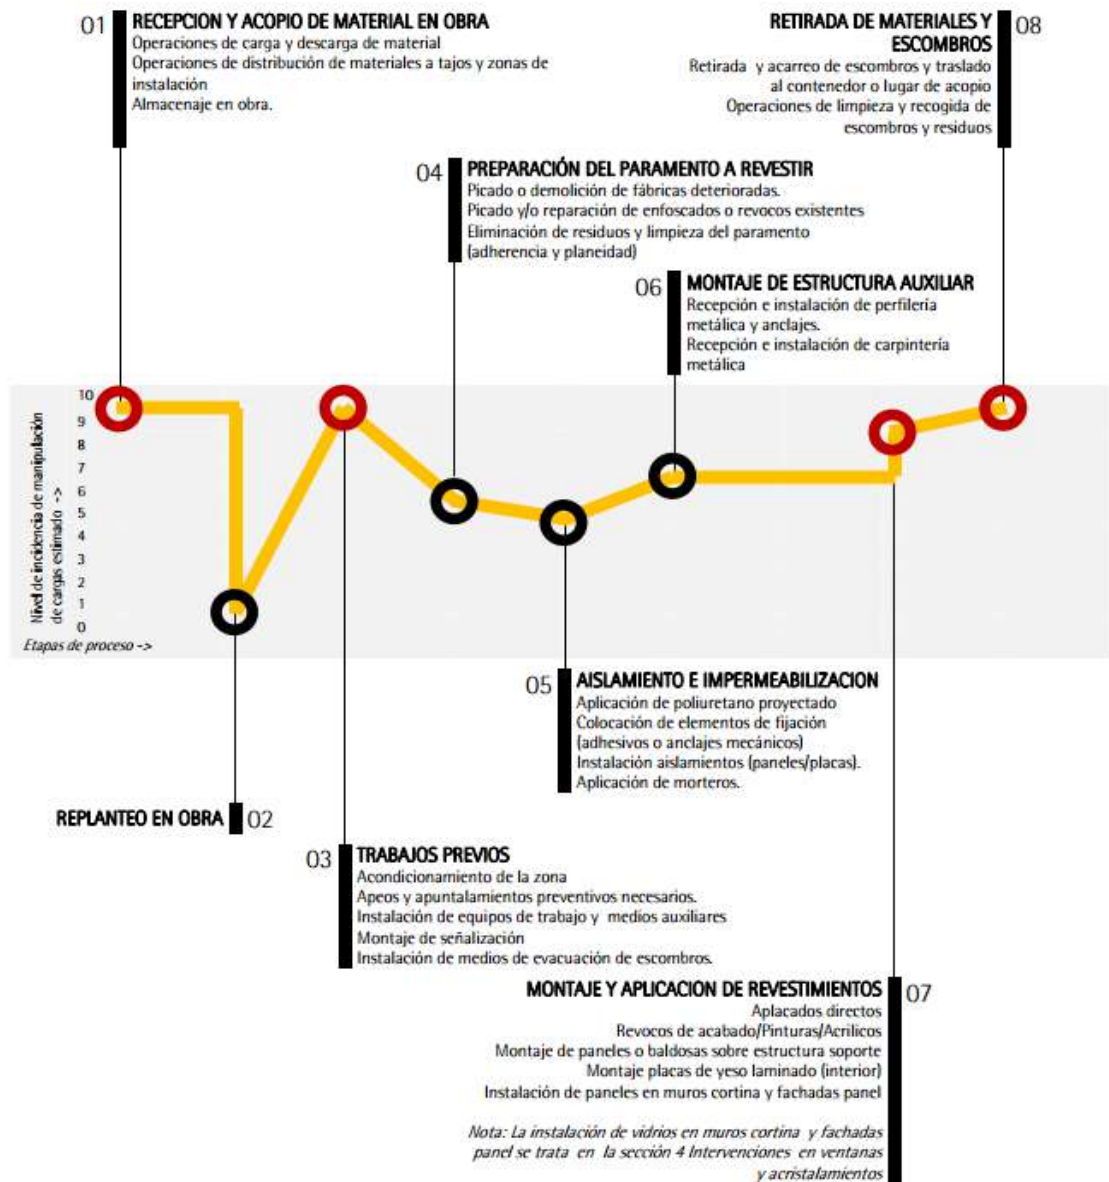 01
RECEPCION Y ACOPIO DE MATERIAL EN OBRA
Operaciones de carga y descarga de material
Operaciones de distribución de materiales a tajos y zonas de
instalación
Almacenaje en obra.
RETIRADA DE MATERIALES Y
ESCOMBROS
08
Retirada y acarreo de escombros y traslado
al contenedor o lugar de acopio
Operaciones de limpieza y recogida de
escombros y residuos
04
PREPARACIÓN DEL PARAMENTO A REVESTIR
Picado o demolición de fábricas deterioradas.
Picado y/o reparación de enfoscados o revocos existentes
Eliminación de residuos y limpieza del paramento
(adherencia y planeidad)
06
MONTAJE DE ESTRUCTURA AUXILIAR
Recepción e instalación de perfilería
metálica y anclajes.
Recepción e instalación de carpintería
metálica
Nivel de incidencia de manipulación
de cargas estimado ->
10
9
8
7
6
5
4
3
2
1
0
Etapas de proceso ->
05
AISLAMIENTO E IMPERMEABILIZACION
Aplicación de poliuretano proyectado
Colocación de elementos de fijación
(adhesivos o anclajes mecánicos)
Instalación aislamientos (paneles/placas).
Aplicación de morteros.
REPLANTEO EN OBRA
02
03
TRABAJOS PREVIOS
Acondicionamiento de la zona
Apeos y apuntalamientos preventivos necesarios.
Instalación de equipos de trabajo y medios auxiliares
Montaje de señalización
Instalación de medios de evacuación de escombros.
MONTAJE Y APLICACION DE REVESTIMIENTOS
07
Aplacados directos
Revocos de acabado/Pinturas/Acrilicos
Montaje de paneles o baldosas sobre estructura soporte
Montaje placas de yeso laminado (interior)
Instalación de paneles en muros cortina y fachadas panel
Nota: La instalación de vidrios en muros cortina y fachadas
panel se trata en la sección 4 Intervenciones en ventanas
y acristalamientos